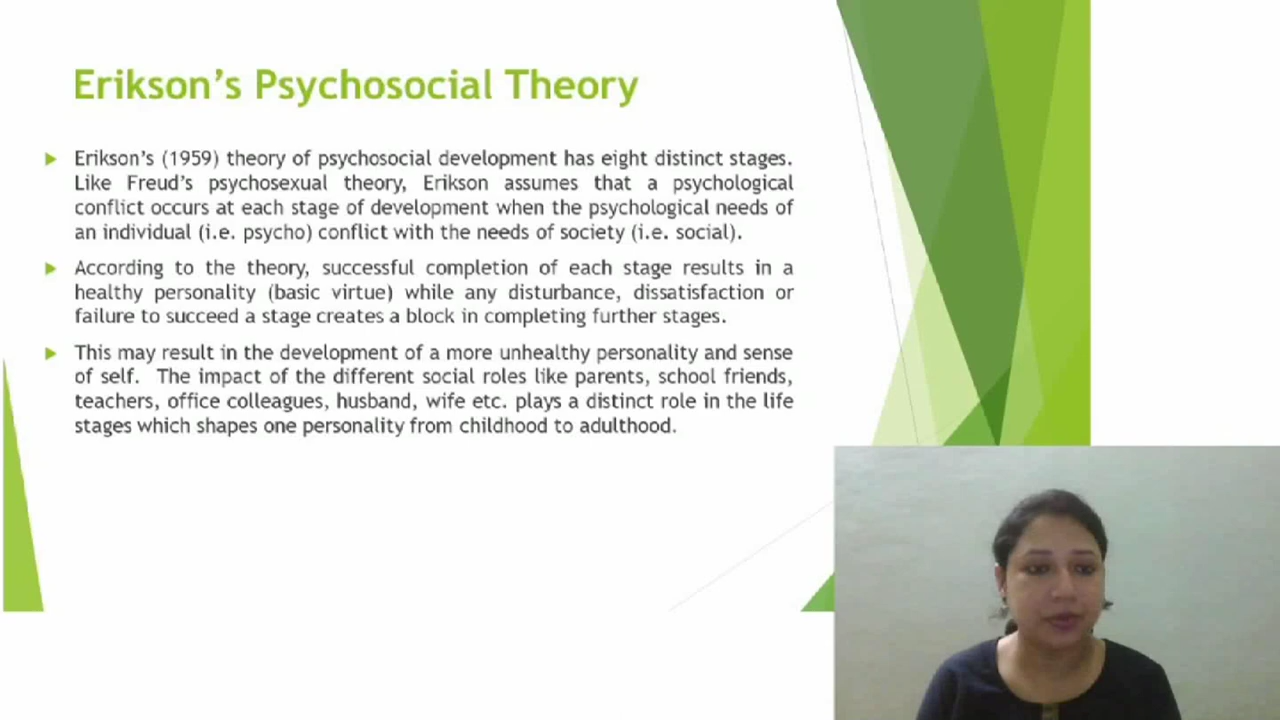 Erikson's Psychosocial Theory
Erikson's (1959) theory of psychosocial development has eight distinct stages.
Like Freud's psychosexual theory, Erikson assumes that a psychological
conflict occurs at each stage of development when the psychological needs of
an individual (i.e. psycho) conflict with the needs of society (i.e. social).
According to the theory, successful completion of each stage results in a
healthy personality (basic virtue) while any disturbance, dissatisfaction or
failure to succeed a stage creates a block in completing further stages.
This may result in the development of a more unhealthy personality and sense
of self. The impact of the different social roles like parents, school friends,
teachers, office colleagues, husband, wife etc. plays a distinct role in the life
stages which shapes one personality from childhood to adulthood.